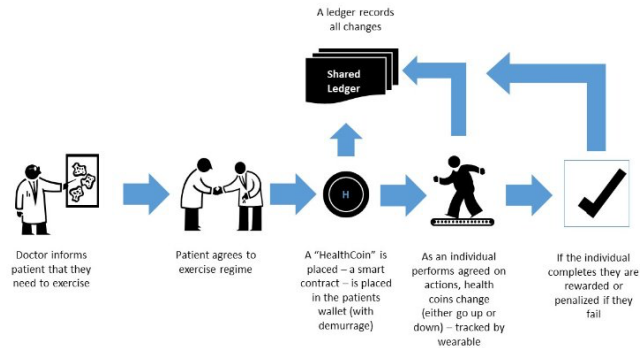 A ledger records
all changes
Shared
Ledger
H
Doctor informs
patient that they
need to exercise
Patient agrees to
exercise regime
A "HealthCoin" is
placed – a smart
contract – is placed
in the patients
wallet (with
demurrage)
As an individual
performs agreed on
actions, health
coins change
(either go up or
down) – tracked by
wearable
If the individual
completes they are
rewarded or
penalized if they
fail